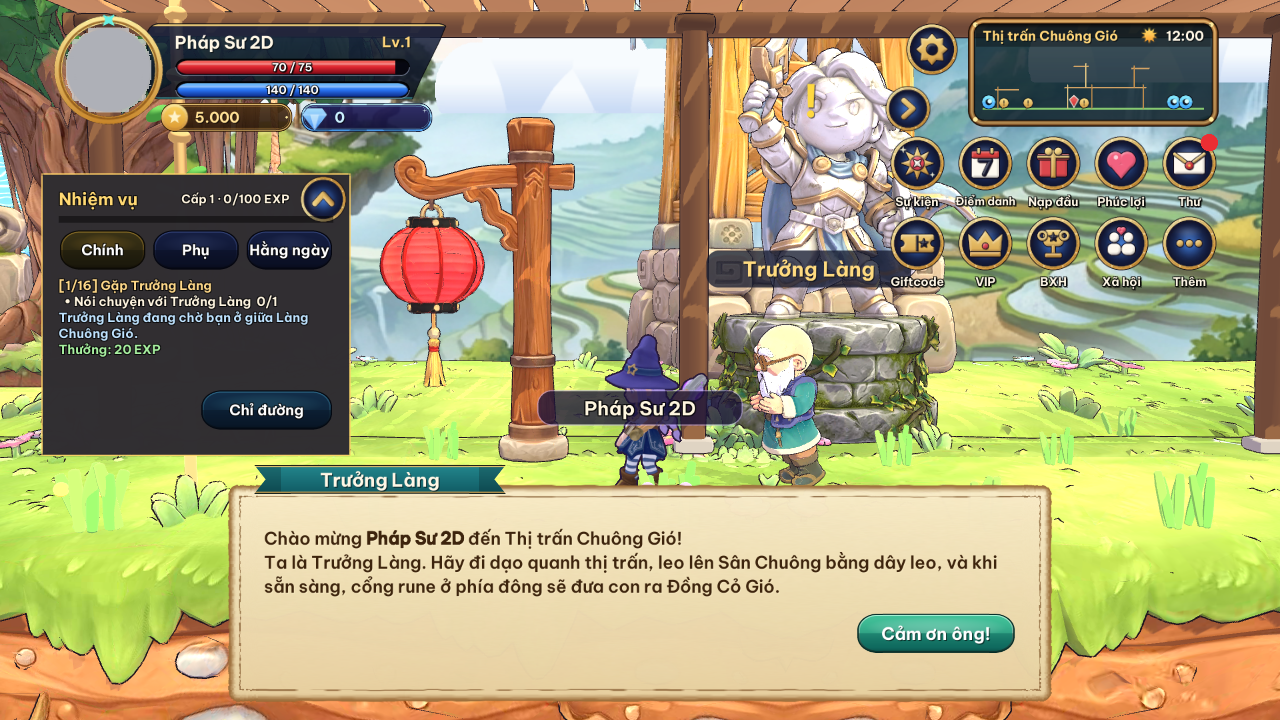 Pháp Sư 2D
Lv.1
70 / 75
140 / 140
5.000
0
Thị trấn Chuông Gió
12:00
Nhiệm vụ
Cấp 1 · 0/100 EXP
Chính
Phụ
Hằng ngày
[1/16] Gặp Trưởng Làng
• Nói chuyện với Trưởng Làng 0/1
Trưởng Làng đang chờ bạn ở giữa Làng
Chuông Gió.
Thưởng: 20 EXP
Chỉ đường
7
Sự kiện
Điểm danh
Nạp đầu
Phúc lợi
Thư
Giftcode
VIP
BXH
Xã hội
Thêm
!
Trưởng Làng
Pháp Sư 2D
Trưởng Làng
Chào mừng Pháp Sư 2D đến Thị trấn Chuông Gió!
Ta là Trưởng Làng. Hãy đi dạo quanh thị trấn, leo lên Sân Chuông bằng dây leo, và khi
sẵn sàng, cổng rune ở phía đông sẽ đưa con ra Đồng Cỏ Gió.
Cảm ơn ông!